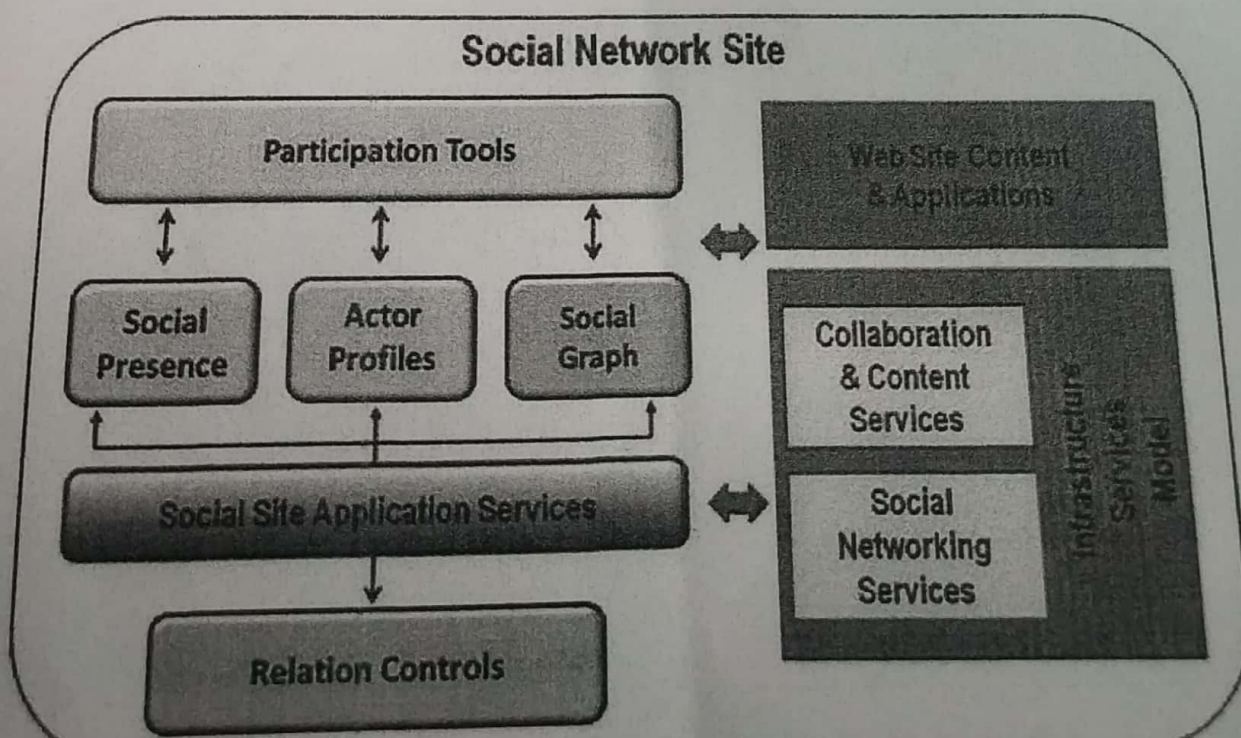 Social Network Site
Participation Tools
Web Site Content
& Applications
Social
Presence
Actor
Profiles
Social
Graph
Collaboration
& Content
Services
Infrastructure
Services
Model
Social Site Application Services
Social
Networking
Services
Relation Controls